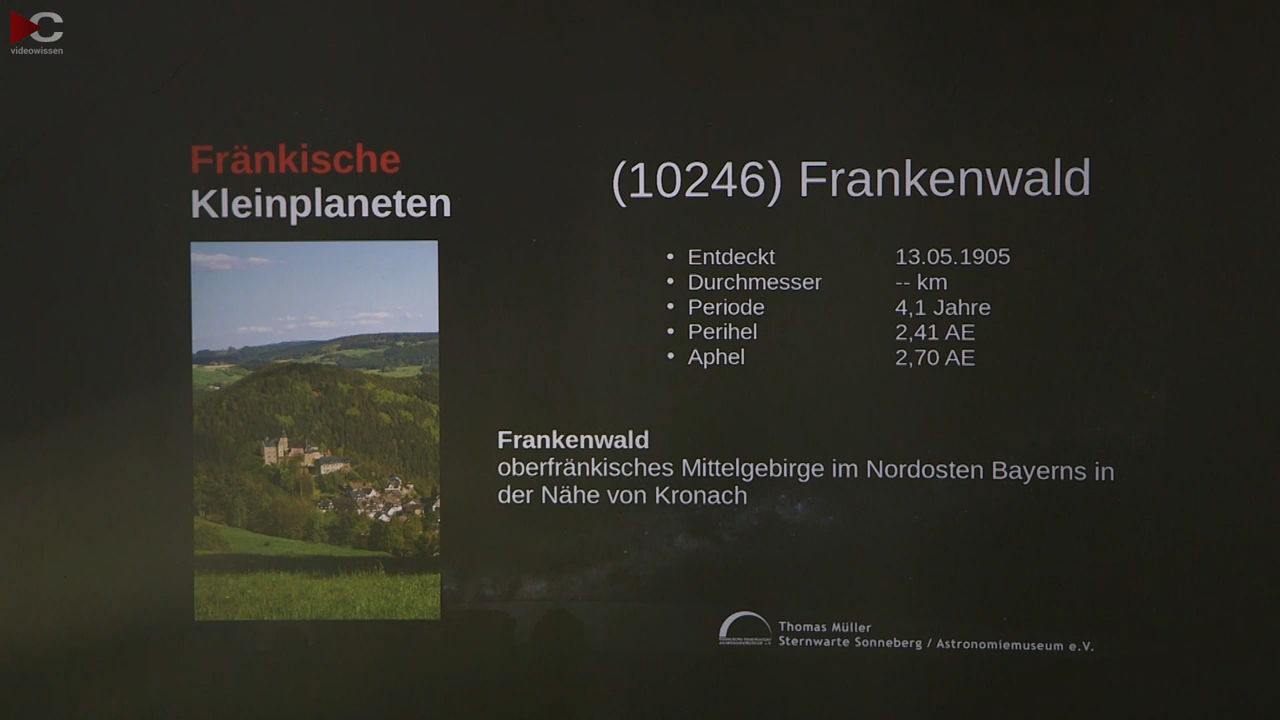 videowissen
Fränkische
Kleinplaneten
(10246) Frankenwald
• Entdeckt 13.05.1905
• Durchmesser -- km
• Periode 4,1 Jahre
• Perihel 2,41 AE
• Aphel 2,70 AE
Frankenwald
oberfränkisches Mittelgebirge im Nordosten Bayerns in
der Nähe von Kronach
Thomas Müller
Sternwarte Sonneberg / Astronomiemuseum e.V.